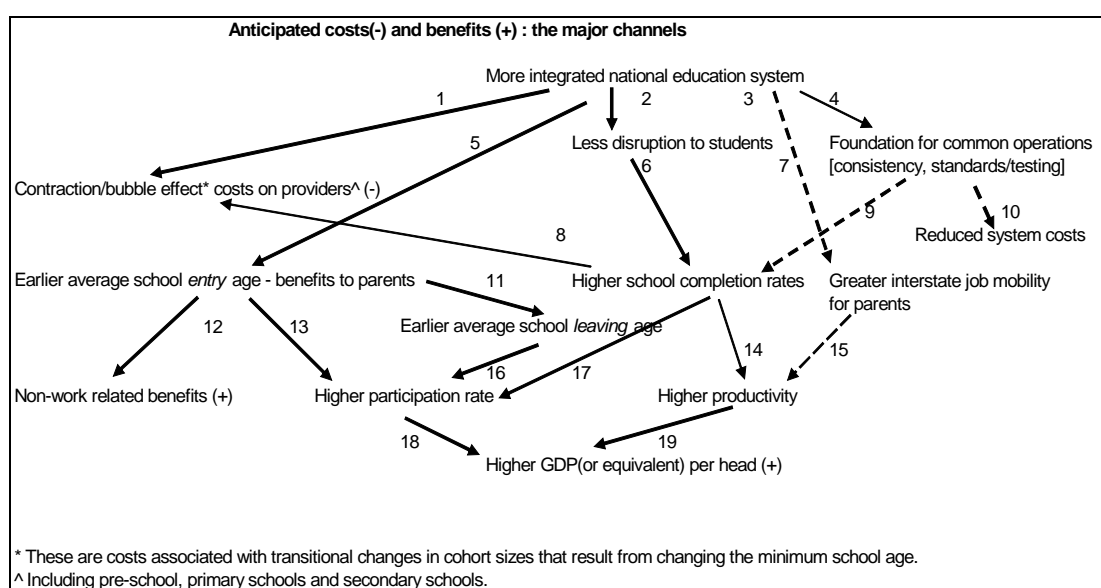 Anticipated costs(-) and benefits (+) : the major channels
More integrated national education system
1
2
3
4
5
Less disruption to students
Foundation for common operations
[consistency, standards/testing]
6
7
Contraction/bubble effect* costs on providers^ (-)
9
10
8
Reduced system costs
Earlier average school entry age - benefits to parents
11
Higher school completion rates
Greater interstate job mobility
for parents
12
13
Earlier average school leaving age
14
15
16
17
Non-work related benefits (+)
Higher participation rate
Higher productivity
18
19
Higher GDP(or equivalent) per head (+)
* These are costs associated with transitional changes in cohort sizes that result from changing the minimum school age.
^ Including pre-school, primary schools and secondary schools.